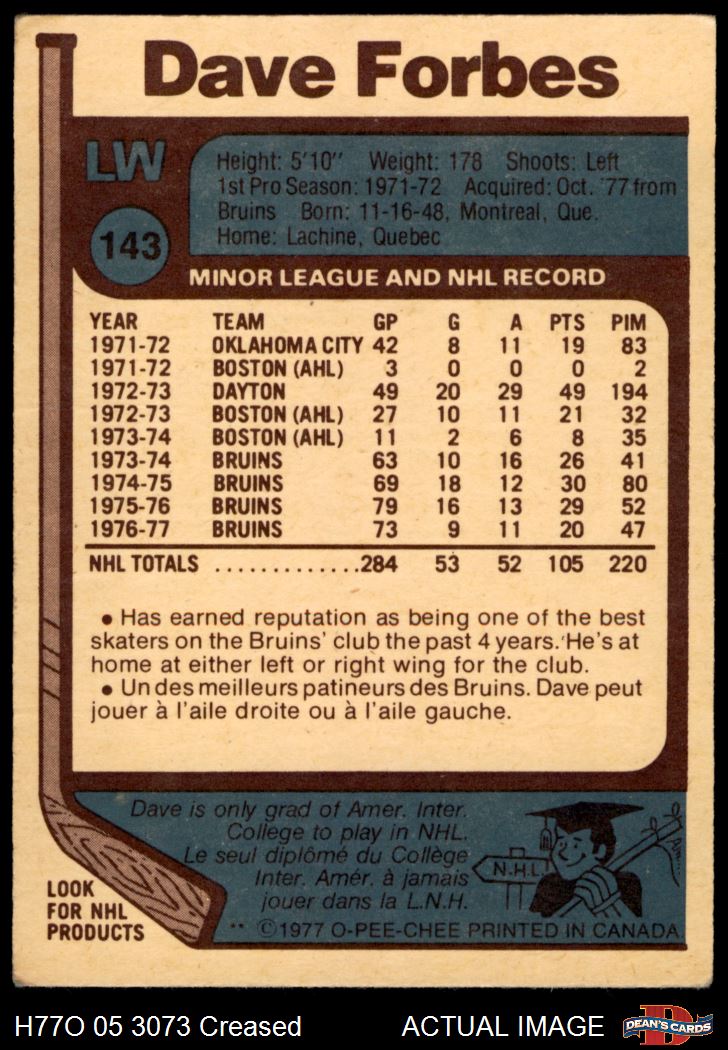 Dave Forbes
LW
143
Height: 5'10" Weight: 178 Shoots: Left
1st Pro Season: 1971-72 Acquired: Oct. '77 from
Bruins Born: 11-16-48, Montreal, Que.
Home: Lachine, Quebec
MINOR LEAGUE AND NHL RECORD
YEAR TEAM GP G A PTS PIM
1971-72 OKLAHOMA CITY 42 8 11 19 83
1971-72 BOSTON (AHL) 3 0 0 0 2
1972-73 DAYTON 49 20 29 49 194
1972-73 BOSTON (AHL) 27 10 11 21 32
1973-74 BOSTON (AHL) 11 2 6 8 35
1973-74 BRUINS 63 10 16 26 41
1974-75 BRUINS 69 18 12 30 80
1975-76 BRUINS 79 16 13 29 52
1976-77 BRUINS 73 9 11 20 47
NHL TOTALS .............284 53 52 105 220
• Has earned reputation as being one of the best
skaters on the Bruins' club the past 4 years. He's at
home at either left or right wing for the club.
• Un des meilleurs patineurs des Bruins. Dave peut
jouer à l'aile droite ou à l'aile gauche.
Dave is only grad of Amer. Inter.
College to play in NHL.
Le seul diplômé du Collège
Inter. Amér. à jamais
jouer dans la L.N.H.
N.H.L.
LOOK
FOR NHL
PRODUCTS
** ©1977 O-PEE-CHEE PRINTED IN CANADA
H77O 05 3073 Creased ACTUAL IMAGE
D
DEAN'S CARDS